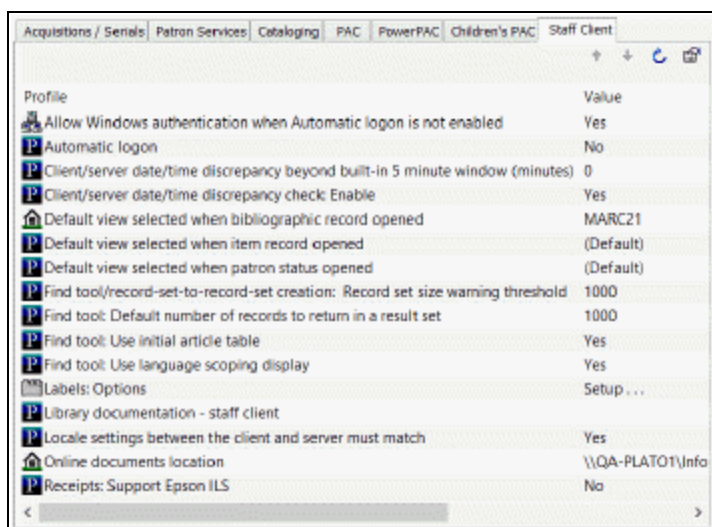 Acquisitions / Serials Patron Services Cataloging PAC PowerPAC Children's PAC Staff Client
Profile Value
Allow Windows authentication when Automatic logon is not enabled Yes
Automatic logon No
Client/server date/time discrepancy beyond built-in 5 minute window (minutes) 0
Client/server date/time discrepancy check: Enable Yes
Default view selected when bibliographic record opened MARC21
Default view selected when item record opened (Default)
Default view selected when patron status opened (Default)
Find tool/record-set-to-record-set creation: Record set size warning threshold 1000
Find tool: Default number of records to return in a result set 1000
Find tool: Use initial article table Yes
Find tool: Use language scoping display Yes
Labels: Options Setup . . .
Library documentation - staff client
Locale settings between the client and server must match Yes
Online documents location \\QA-PLATO1\Info
Receipts: Support Epson ILS No